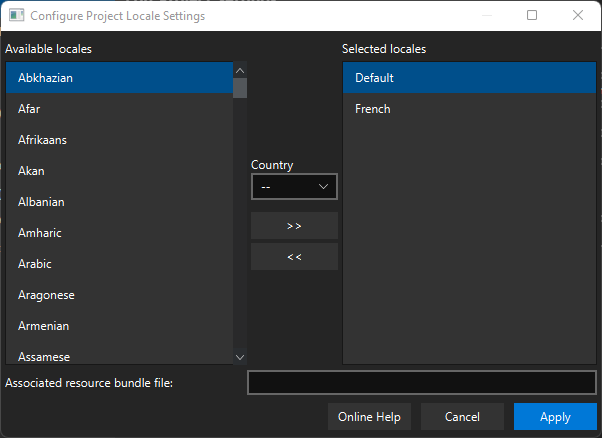 Configure Project Locale Settings
Available locales
Selected locales
Abkhazian
Afar
Afrikaans
Akan
Albanian
Amharic
Arabic
Aragonese
Armenian
Assamese
Country
--
>>
<<
Default
French
Associated resource bundle file:
Online Help
Cancel
Apply